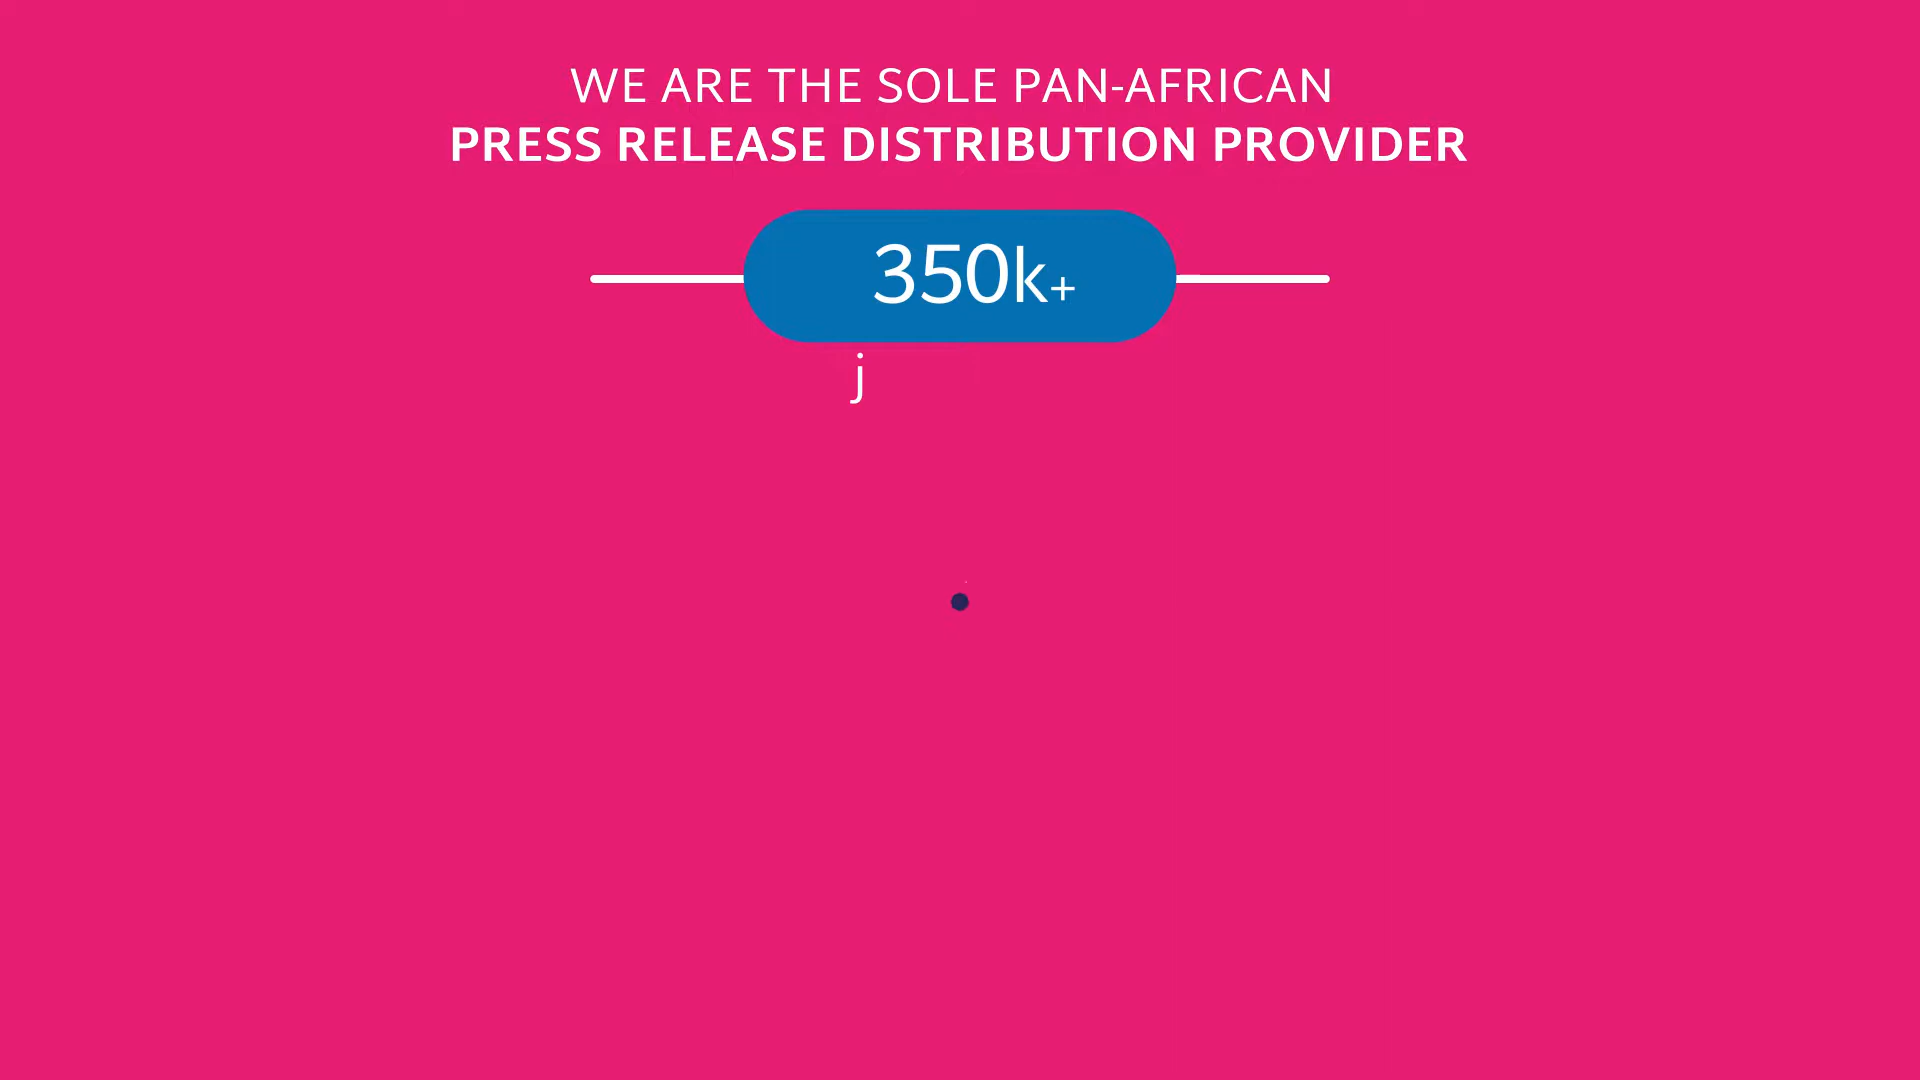 WE ARE THE SOLE PAN-AFRICAN
PRESS RELEASE DISTRIBUTION PROVIDER
350k+
j